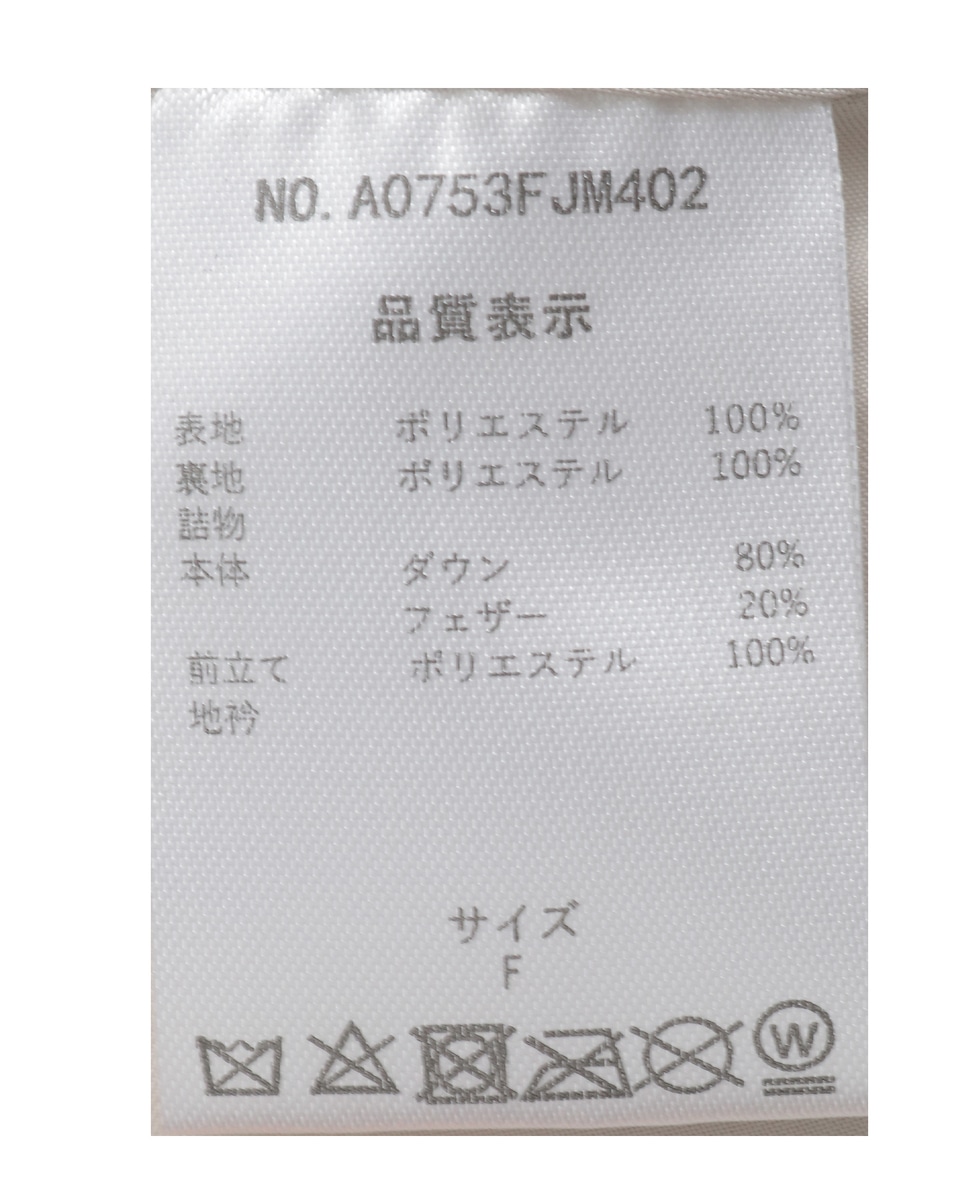 NO. A0753FJM402
品質表示
表地 ポリエステル 100%
裏地 ポリエステル 100%
詰物
本体 ダウン 80%
フェザー 20%
前立て ポリエステル 100%
地衿
サイズ
F
W